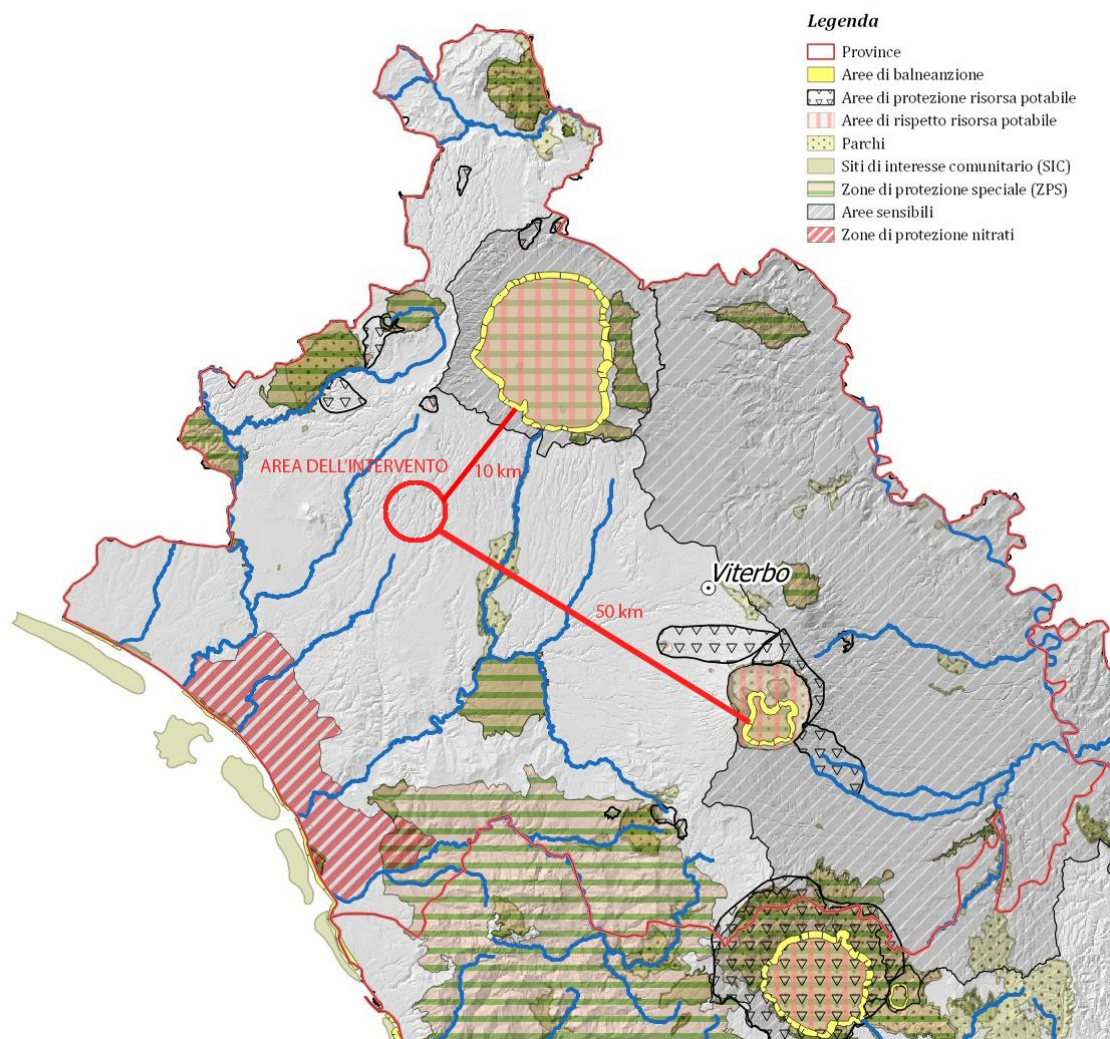 Legenda
Province
Aree di balneanzione
Aree di protezione risorsa potabile
Aree di rispetto risorsa potabile
Parchi
Siti di interesse comunitario (SIC)
Zone di protezione speciale (ZPS)
Aree sensibili
Zone di protezione nitrati
AREA DELL'INTERVENTO
10 km
Viterbo
50 km